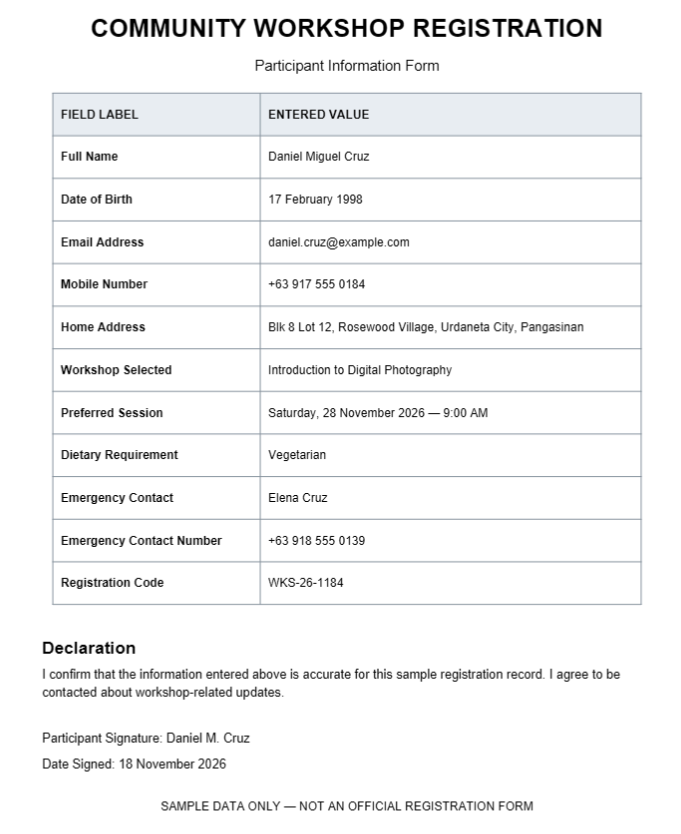 COMMUNITY WORKSHOP REGISTRATION
Participant Information Form
FIELD LABEL ENTERED VALUE
Full Name Daniel Miguel Cruz
Date of Birth 17 February 1998
Email Address daniel.cruz@example.com
Mobile Number +63 917 555 0184
Home Address Blk 8 Lot 12, Rosewood Village, Urdaneta City, Pangasinan
Workshop Selected Introduction to Digital Photography
Preferred Session Saturday, 28 November 2026 — 9:00 AM
Dietary Requirement Vegetarian
Emergency Contact Elena Cruz
Emergency Contact Number +63 918 555 0139
Registration Code WKS-26-1184
Declaration
I confirm that the information entered above is accurate for this sample registration record. I agree to be
contacted about workshop-related updates.
Participant Signature: Daniel M. Cruz
Date Signed: 18 November 2026
SAMPLE DATA ONLY — NOT AN OFFICIAL REGISTRATION FORM